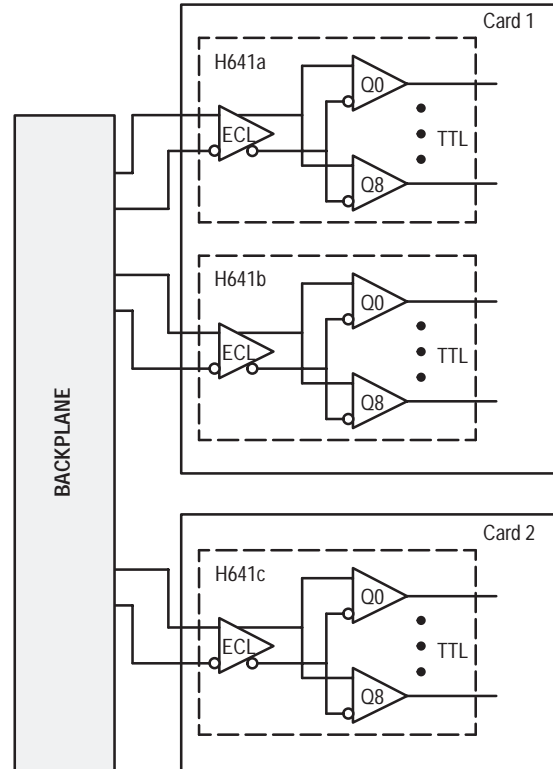 Card 1
H641a
Q0
ECL
TTL
Q8
H641b
Q0
ECL
TTL
Q8
BACKPLANE
Card 2
H641c
Q0
ECL
TTL
Q8